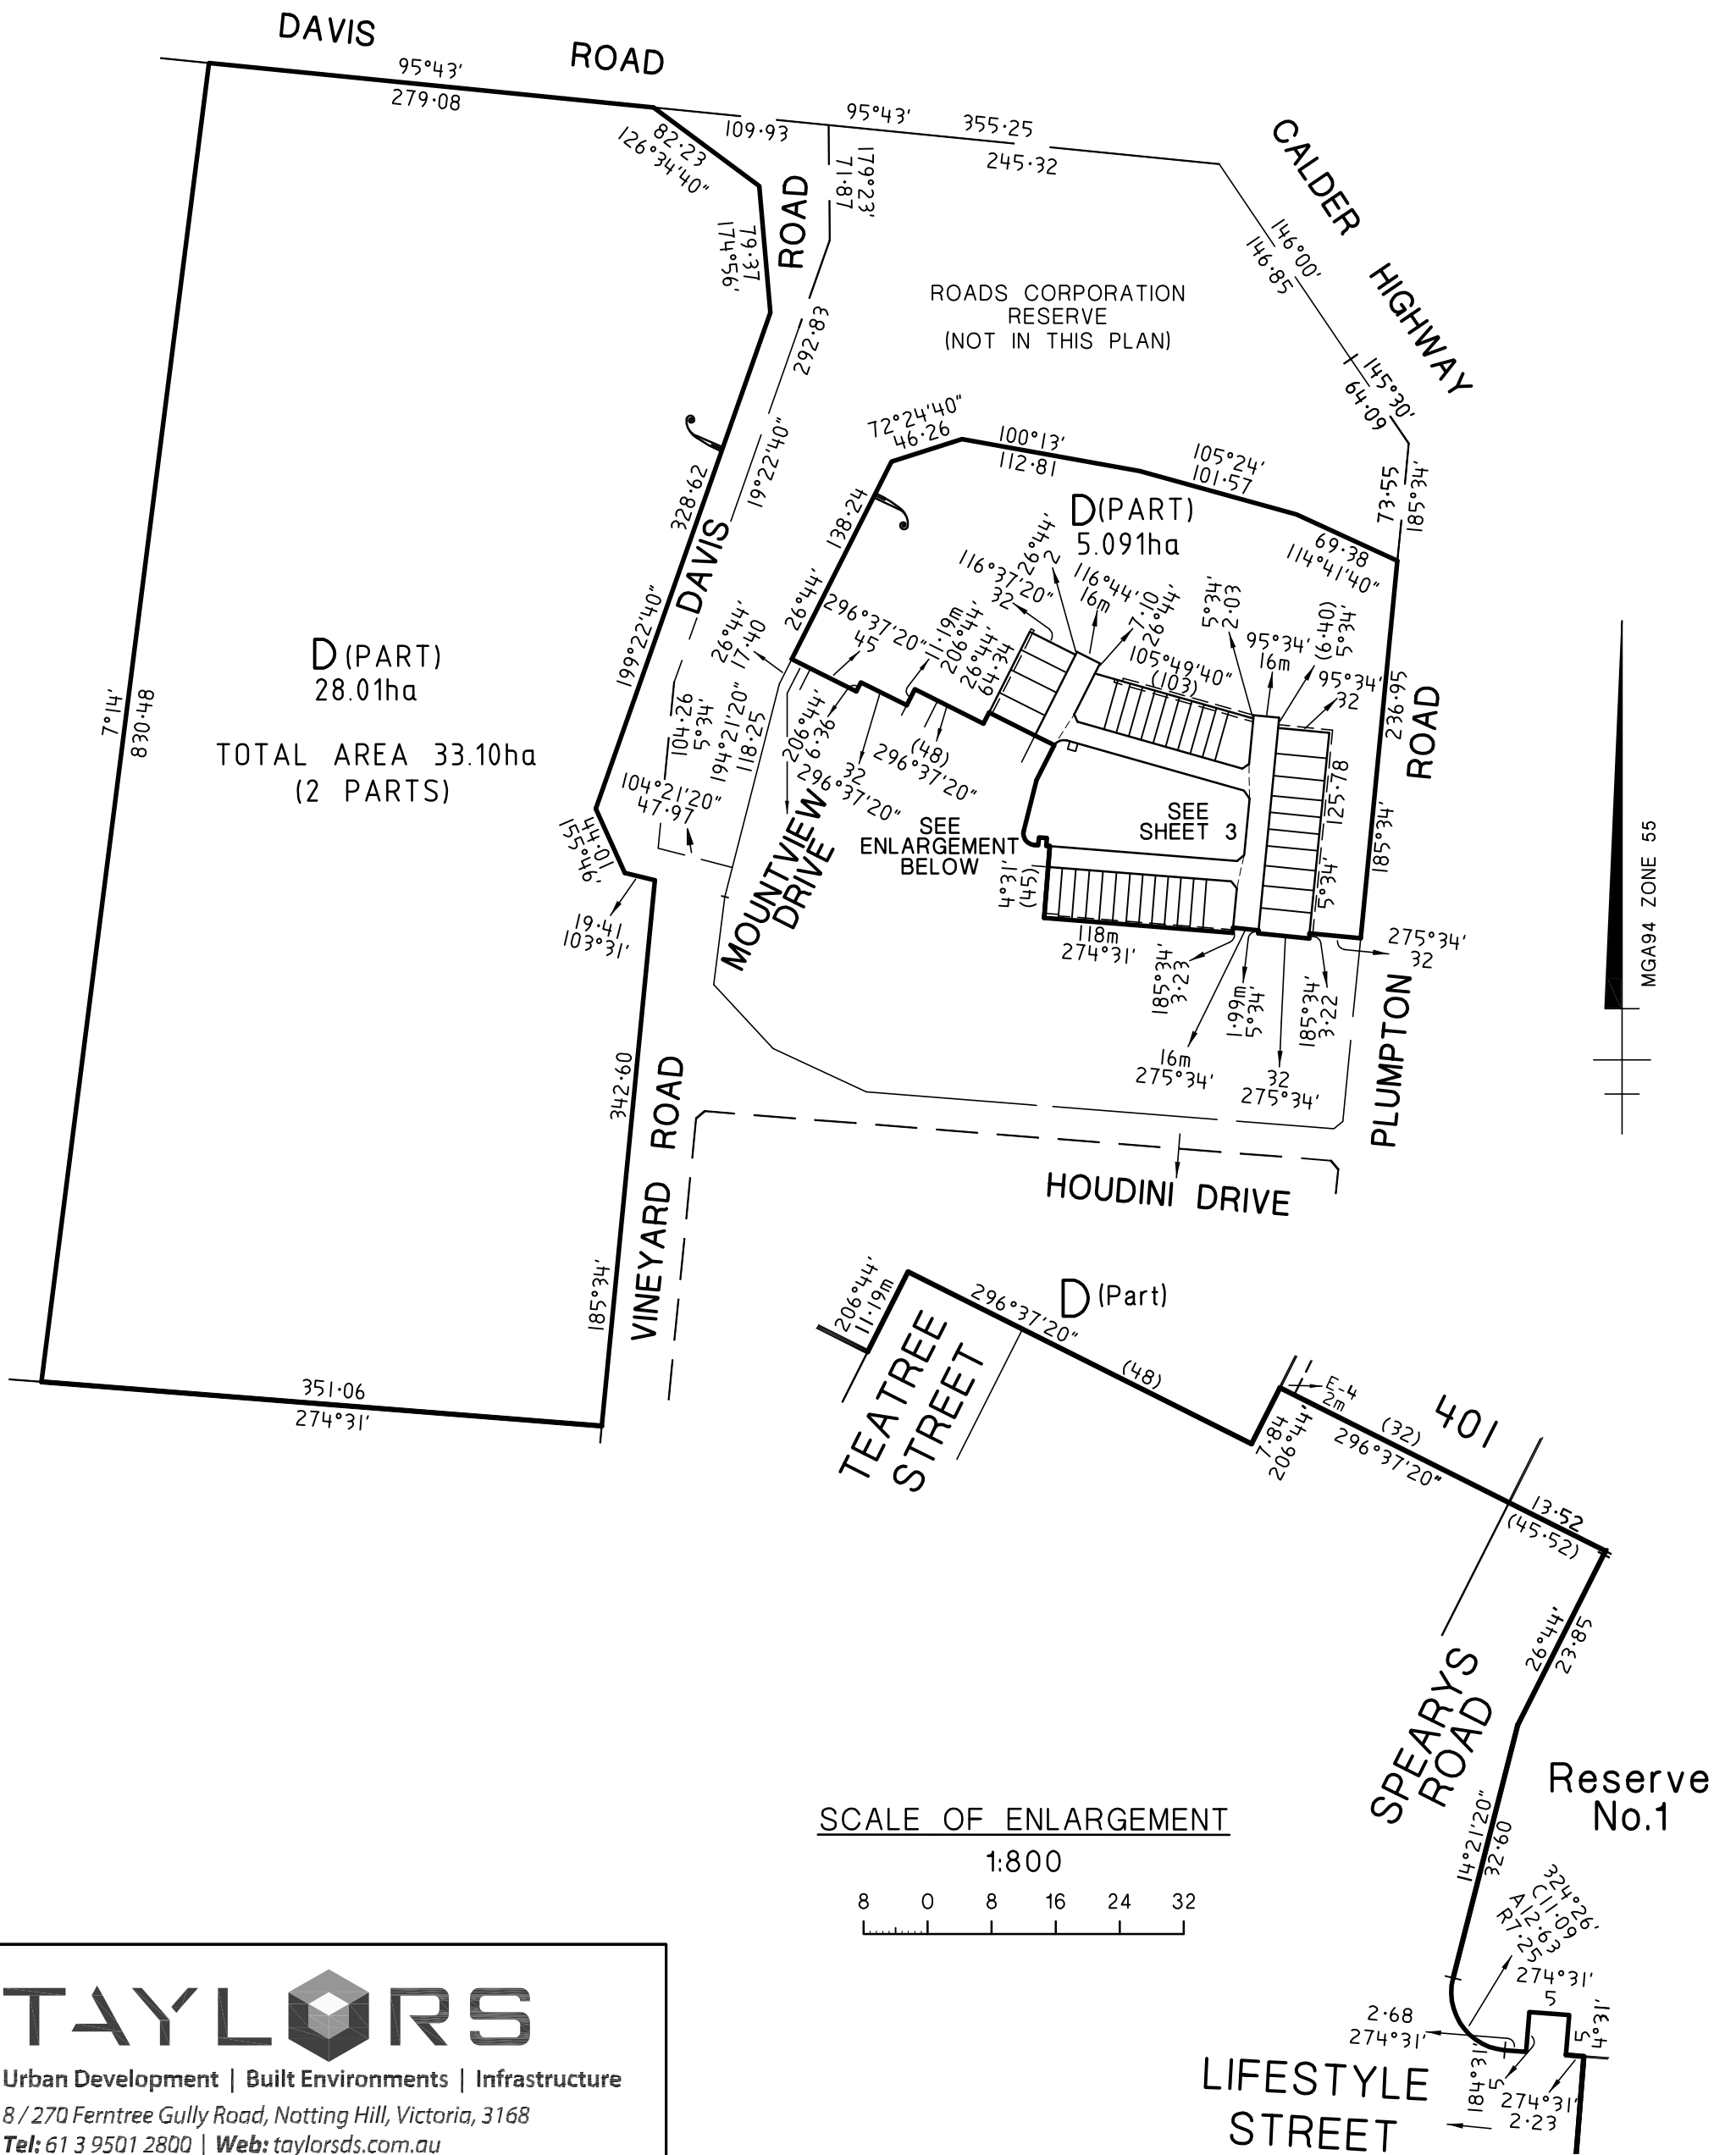 DAVIS ROAD
95°43'
279·08
82·23
126°34'40"
109·93
95°43'
355·25
245·32
179°23'
71·87
CALDER HIGHWAY
146°00'
146·85
79·37
174°56'
ROAD
ROADS CORPORATION
RESERVE
(NOT IN THIS PLAN)
292·83
145°30'
64·09
72°24'40"
46·26
100°13'
112·81
105°24'
101·57
73·55
185°34'
19°22'40"
328·62
138·24
D(PART)
5.091ha
69·38
114°41'40"
DAVIS
26°44'
2
116°37'20"
32
116°44'
16m
7·10
26°44'
5°34'
2·03
(6·40)
5°34'
26°44'
296°37'20"
45
11·19m
206°44'
26°44'
64·34
105°49'40"
(103)
95°34'
16m
95°34'
32
D(PART)
28.01ha
199°22'40"
26°44'
17·40
236·95
ROAD
7°14'
830·48
TOTAL AREA 33.10ha
(2 PARTS)
104·26
5°34'
194°21'20"
118·25
206°44'
6·36
32
296°37'20"
(48)
296°37'20"
104°21'20"
47·97
SEE
SHEET 3
125·78
SEE
ENLARGEMENT
BELOW
MOUNTVIEW
DRIVE
44·01
155°46'
4°31'
(45)
5°34'
185°34'
MGA94 ZONE 55
19·41
103°31'
118m
274°31'
185°34'
3·23
1·99m
5°34'
185°34'
3·22
275°34'
32
16m
275°34'
32
275°34'
PLUMPTON
342·60
VINEYARD ROAD
185°34'
HOUDINI DRIVE
351·06
274°31'
206°44'
11·19m
296°37'20"
D(Part)
(48)
TEATREE
STREET
E-4
2m
7·84
206°44'
(32)
296°37'20"
401
13·52
(45·52)
26°44'
23·85
SPEARYS
ROAD
Reserve
No.1
14°21'20"
32·60
SCALE OF ENLARGEMENT
1:800
8 0 8 16 24 32
324°26'
C11·09
A12·63
R7·25
274°31'
5
2·68
274°31'
5
4°31'
184°31'
5
274°31'
2·23
LIFESTYLE
STREET
TAYLORS
Urban Development | Built Environments | Infrastructure
8 / 270 Ferntree Gully Road, Notting Hill, Victoria, 3168
Tel: 61 3 9501 2800 | Web: taylorsds.com.au